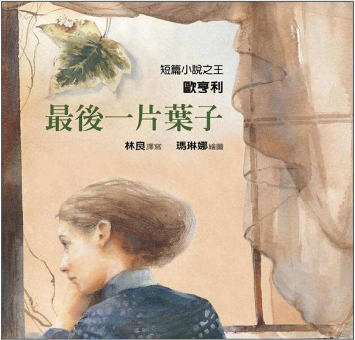 短篇小說之王
歐亨利
最後一片葉子
林良譯寫 瑪琳娜繪圖